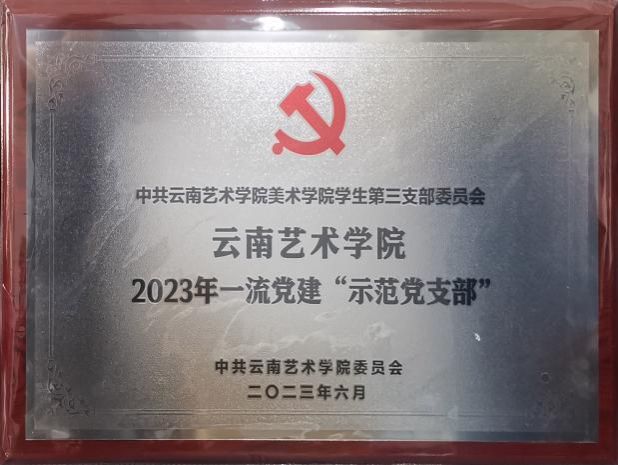 中共云南艺术学院美术学院学生第三支部委员会
云南艺术学院
2023年一流党建“示范党支部”
中共云南艺术学院委员会
二〇二三年六月